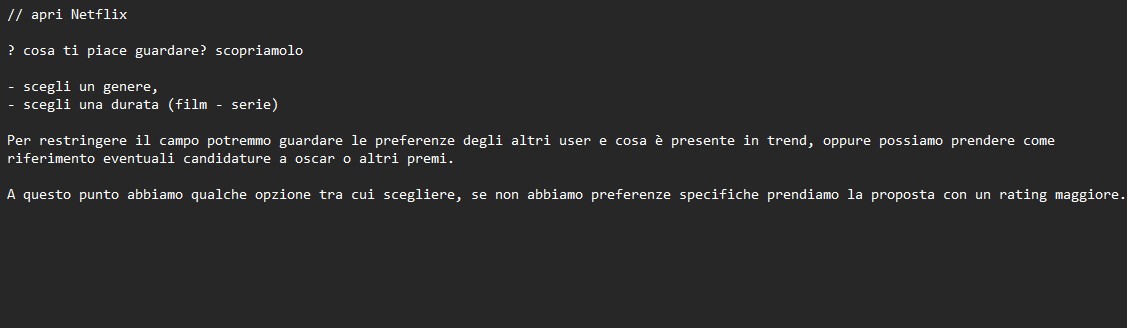 // apri Netflix
? cosa ti piace guardare? scopriamolo
- scegli un genere,
- scegli una durata (film - serie)
Per restringere il campo potremmo guardare le preferenze degli altri user e cosa è presente in trend, oppure possiamo prendere come
riferimento eventuali candidature a oscar o altri premi.
A questo punto abbiamo qualche opzione tra cui scegliere, se non abbiamo preferenze specifiche prendiamo la proposta con un rating maggiore.